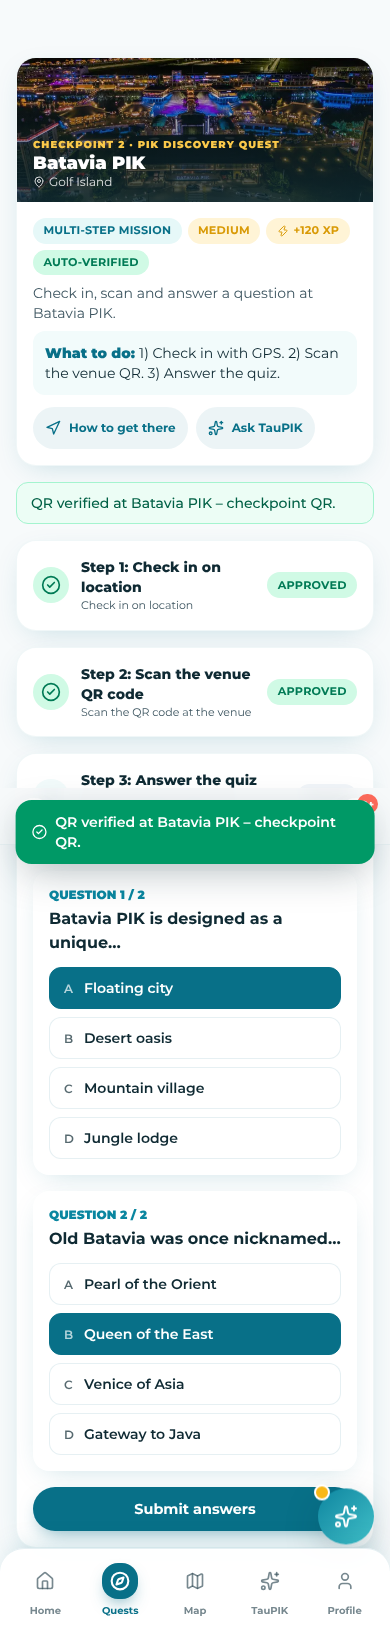 CHECKPOINT 2 · PIK DISCOVERY QUEST
Batavia PIK
Golf Island
MULTI-STEP MISSION
MEDIUM
+120 XP
AUTO-VERIFIED
Check in, scan and answer a question at
Batavia PIK.
What to do: 1) Check in with GPS. 2) Scan
the venue QR. 3) Answer the quiz.
How to get there
Ask TauPIK
QR verified at Batavia PIK – checkpoint QR.
Step 1: Check in on
location
Check in on location
APPROVED
Step 2: Scan the venue
QR code
Scan the QR code at the venue
APPROVED
Step 3: Answer the quiz
QR verified at Batavia PIK – checkpoint
QR.
QUESTION 1 / 2
Batavia PIK is designed as a
unique...
A Floating city
B Desert oasis
C Mountain village
D Jungle lodge
QUESTION 2 / 2
Old Batavia was once nicknamed...
A Pearl of the Orient
B Queen of the East
C Venice of Asia
D Gateway to Java
Submit answers
Home
Quests
Map
TauPIK
Profile